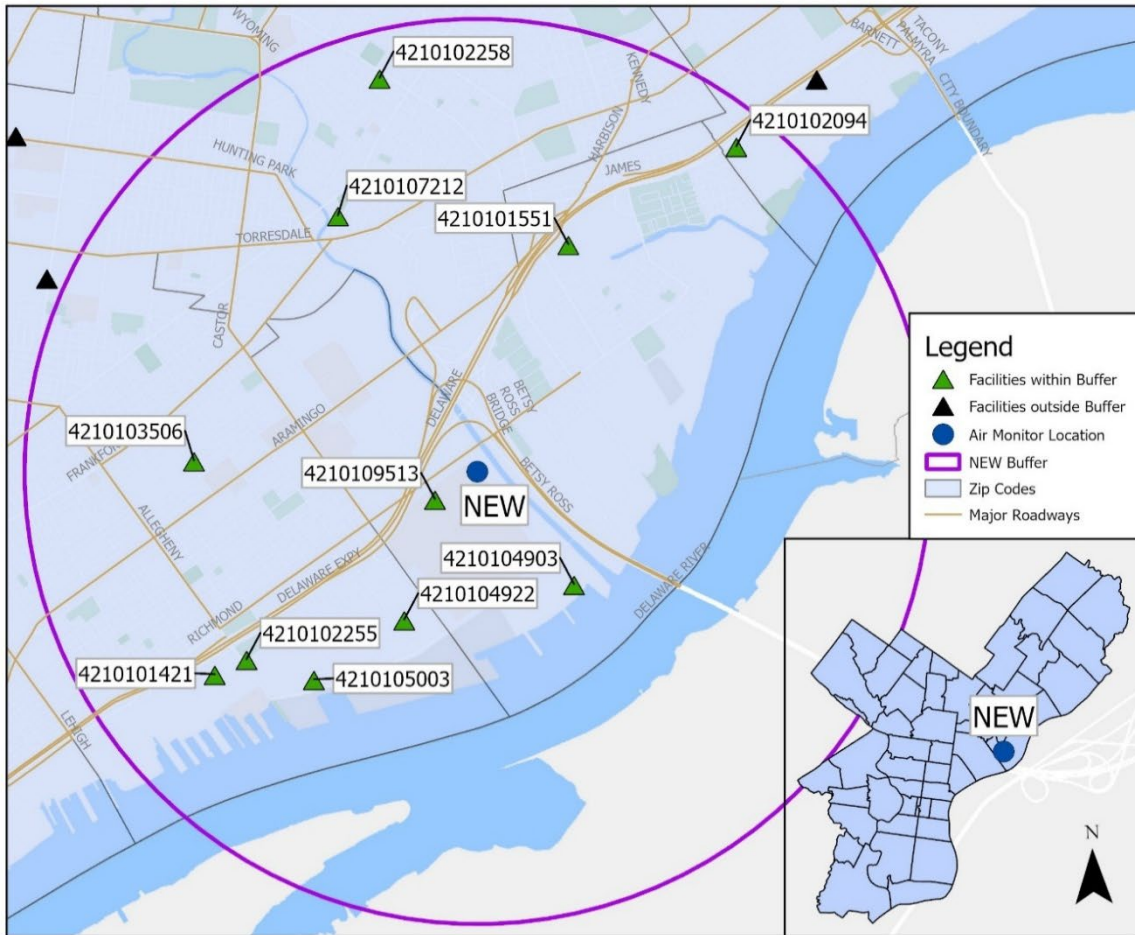 WYOMING
4210102258
KENNEDY
BARNETT
TACONY
PALMYRA
CITY BOUNDARY
4210102094
HUNTING PARK
HARBISON
JAMES
4210107212
4210101551
TORRESDALE
CASTOR
Legend
Facilities within Buffer
Facilities outside Buffer
Air Monitor Location
NEW Buffer
Zip Codes
Major Roadways
DELAWARE
BETSY
ROSS
BRIDGE
ARAMINGO
4210103506
FRANKFOR
BETSY ROSS
4210109513
NEW
ALLEGHENY
DELAWARE EXPY
4210104903
DELAWARE RIVER
4210104922
RICHMOND
4210102255
4210101421
4210105003
LEHIGH
NEW
N